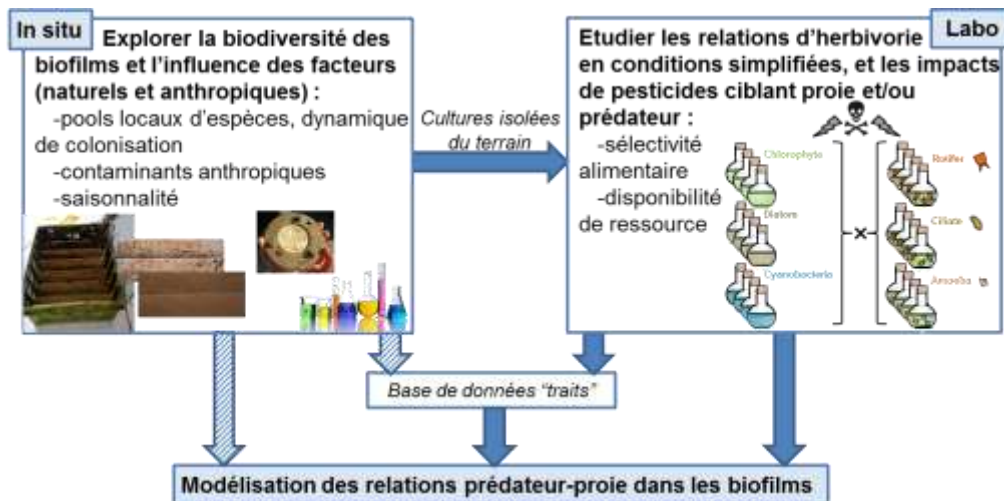 In situ
Explorer la biodiversité des
biofilms et l'influence des facteurs
(naturels et anthropiques) :
-pools locaux d'espèces, dynamique
de colonisation
-contaminants anthropiques
-saisonnalité
Cultures isolées
du terrain
Labo
Etudier les relations d'herbivorie
en conditions simplifiées, et les impacts
de pesticides ciblant proie et/ou
prédateur :
-sélectivité
alimentaire
-disponibilité
de ressource
Chlorophyte
Diatom
Cyanobacteria
x
Rotifer
Ciliate
Amoeba
Base de données "traits"
Modélisation des relations prédateur-proie dans les biofilms